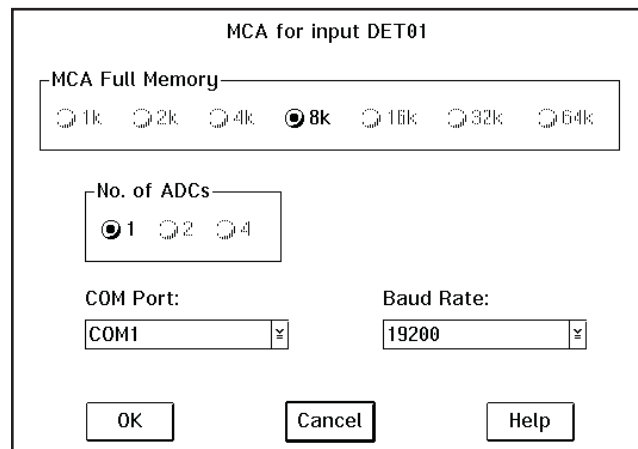 MCA for input DET01
MCA Full Memory
1k 2k 4k 8k 16k 32k 64k
No. of ADCs
1 2 4
COM Port: Baud Rate:
COM1 19200
OK Cancel Help